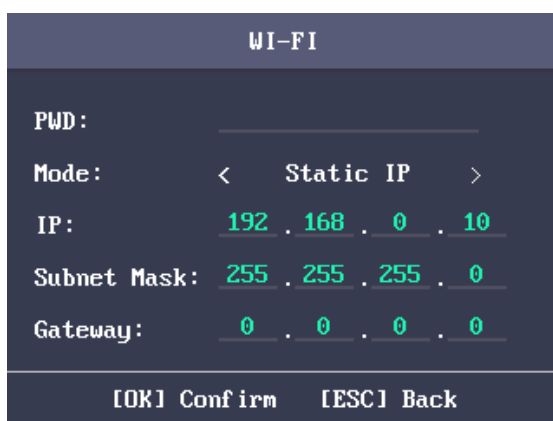 WI-FI
PWD:
Mode: < Static IP >
IP: 192 . 168 . 0 . 10
Subnet Mask: 255 . 255 . 255 . 0
Gateway: 0 . 0 . 0 . 0
[OK] Confirm [ESC] Back